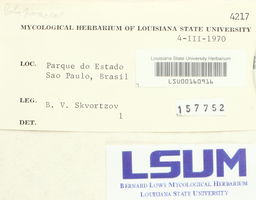 4217
MYCOLOGICAL HERBARIUM OF LOUISIANA STATE UNIVERSITY
4-III-1970
LOC. Parque do Estado
Sao Paulo, Brasil
Louisiana State University Herbarium
LSU00160916
LEG. B. V. Skvortzov
1
157752
DET.
LSUM
BERNARD LOWY MYCOLOGICAL HERBARIUM
LOUISIANA STATE UNIVERSITY